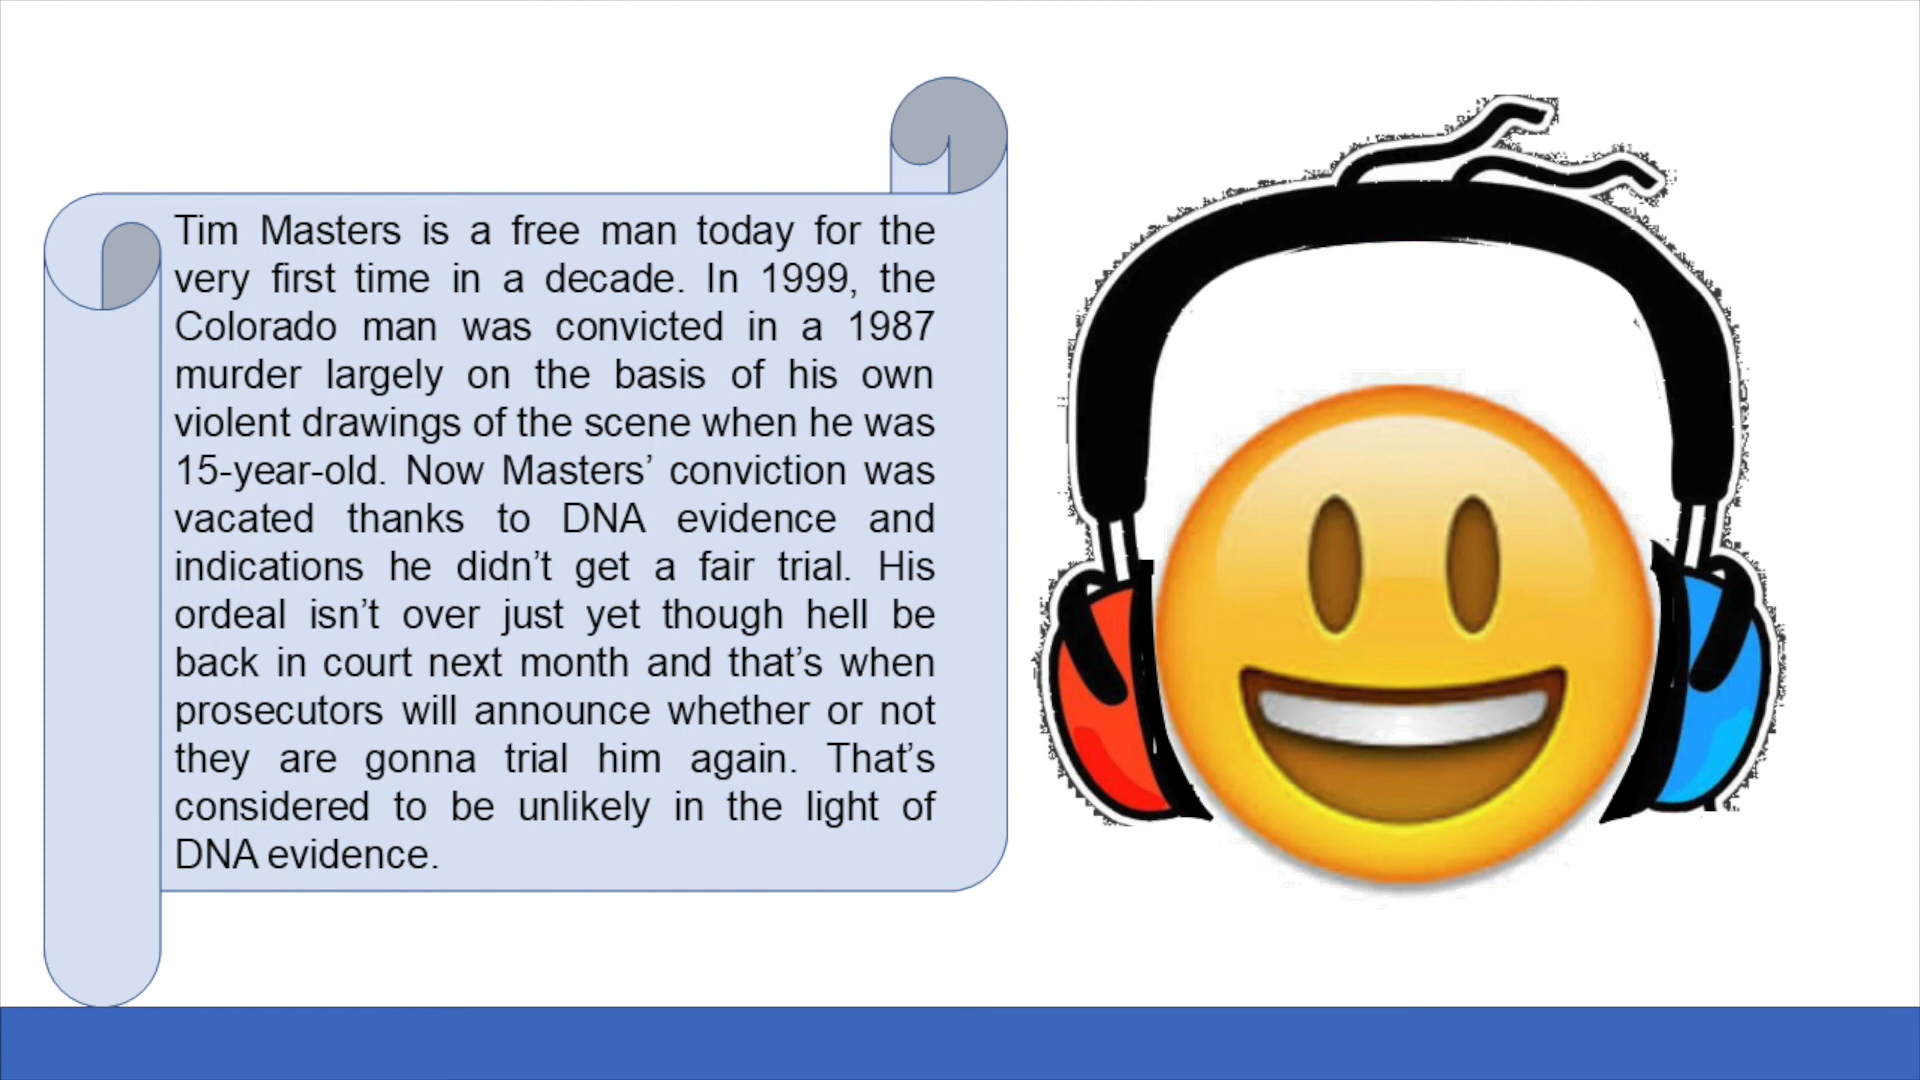 Tim Masters is a free man today for the
very first time in a decade. In 1999, the
Colorado man was convicted in a 1987
murder largely on the basis of his own
violent drawings of the scene when he was
15-year-old. Now Masters’ conviction was
vacated thanks to DNA evidence and
indications he didn’t get a fair trial. His
ordeal isn’t over just yet though hell be
back in court next month and that’s when
prosecutors will announce whether or not
they are gonna trial him again. That’s
considered to be unlikely in the light of
DNA evidence.